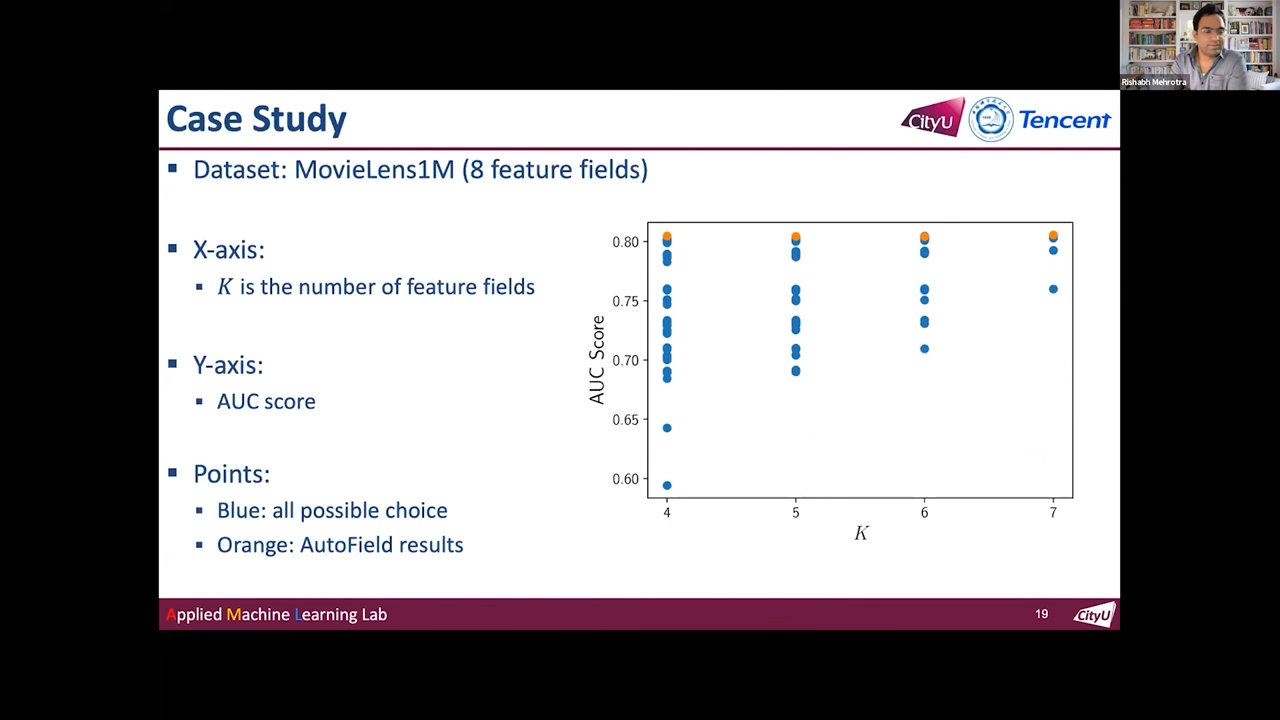 Rishabh Mehrotra
Case Study
CityU
Tencent
▪ Dataset: MovieLens1M (8 feature fields)
▪ X-axis:
▪ K is the number of feature fields
▪ Y-axis:
▪ AUC score
▪ Points:
▪ Blue: all possible choice
▪ Orange: AutoField results
AUC Score
0.80
0.75
0.70
0.65
0.60
4 5 6 7
K
Applied Machine Learning Lab
19
CityU